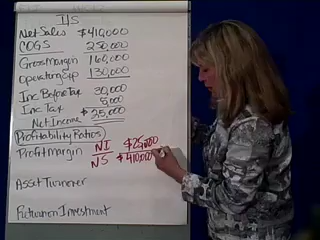 I/S
Net Sales $410,000
COGS 250,000
Gross Margin 160,000
Operating Exp 130,000
Inc Before Tax 30,000
Inc Tax 5,000
Net Income $25,000
Profitability Ratios
Profit Margin NI $25,000
NS $410,000
Asset Turnover
Return on Investment